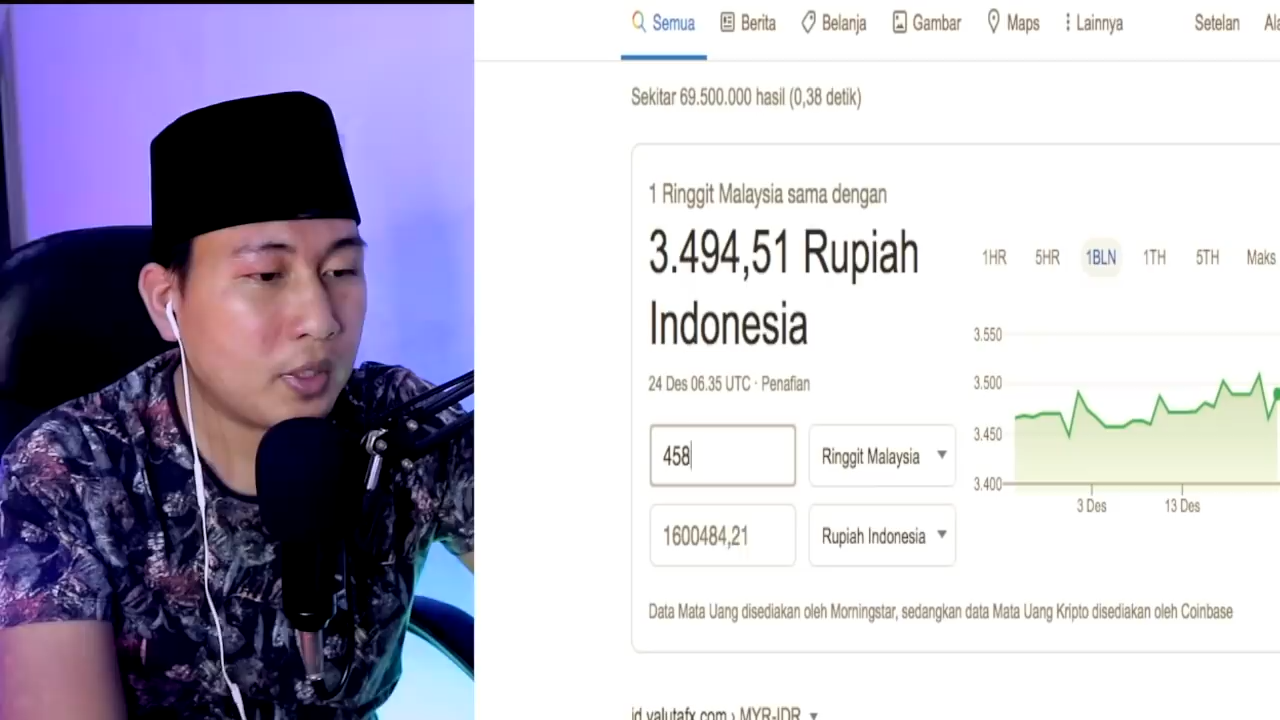 Semua Berita Belanja Gambar Maps Lainnya Setelan
Sekitar 69.500.000 hasil (0,38 detik)
1 Ringgit Malaysia sama dengan
3.494,51 Rupiah
Indonesia
24 Des 06.35 UTC · Penafian
1HR 5HR 1BLN 1TH 5TH Maks
3.550
3.500
3.450
3.400
3 Des 13 Des
458 Ringgit Malaysia
1600484,21 Rupiah Indonesia
Data Mata Uang disediakan oleh Morningstar, sedangkan data Mata Uang Kripto disediakan oleh Coinbase
id.valutafx.com › MYR-IDR